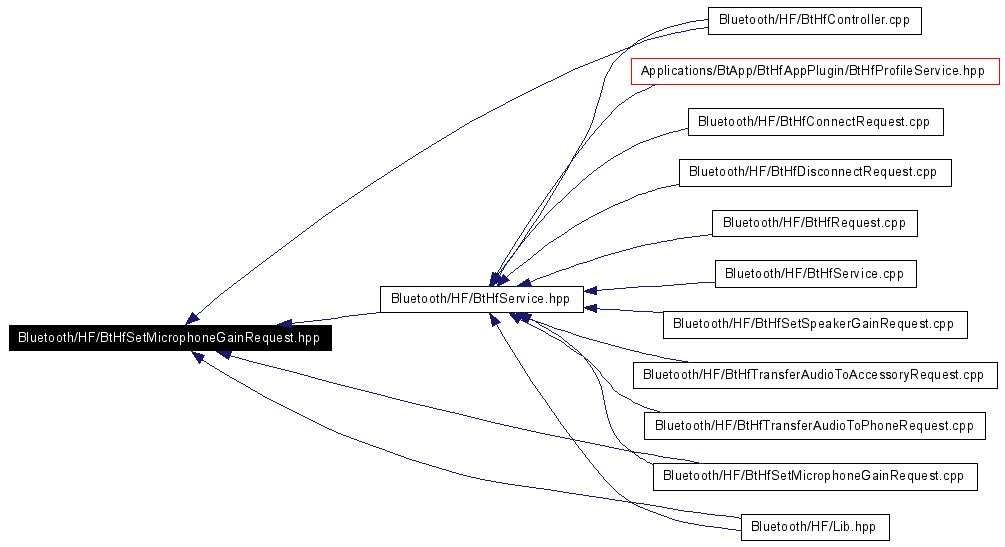 Bluetooth/HF/BtHfController.cpp
Applications/BtApp/BtHfAppPlugin/BtHfProfileService.hpp
Bluetooth/HF/BtHfConnectRequest.cpp
Bluetooth/HF/BtHfDisconnectRequest.cpp
Bluetooth/HF/BtHfRequest.cpp
Bluetooth/HF/BtHfService.cpp
Bluetooth/HF/BtHfService.hpp
Bluetooth/HF/BtHfSetSpeakerGainRequest.cpp
Bluetooth/HF/BtHfSetMicrophoneGainRequest.hpp
Bluetooth/HF/BtHfTransferAudioToAccessoryRequest.cpp
Bluetooth/HF/BtHfTransferAudioToPhoneRequest.cpp
Bluetooth/HF/BtHfSetMicrophoneGainRequest.cpp
Bluetooth/HF/Lib.hpp